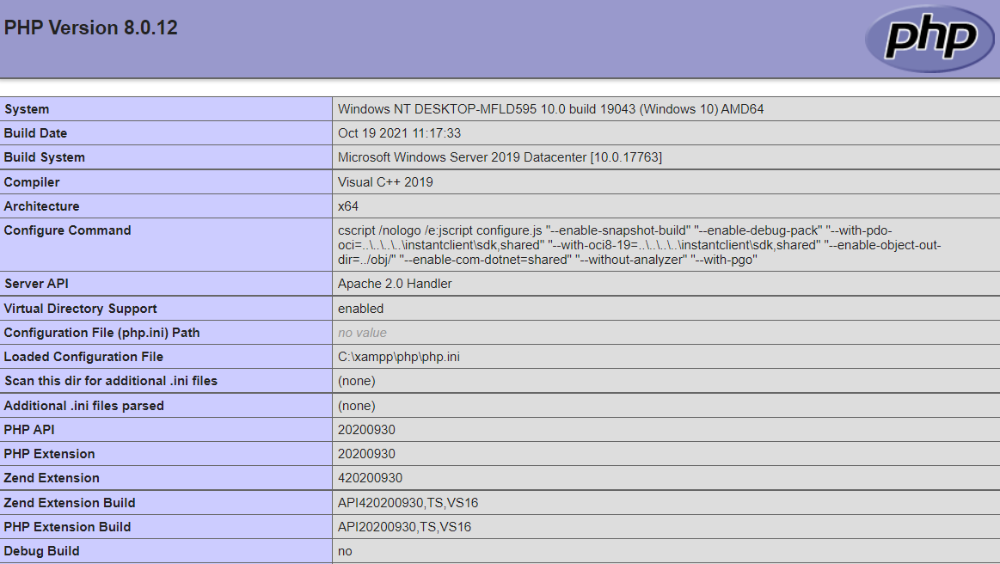 PHP Version 8.0.12
php
System Windows NT DESKTOP-MFLD595 10.0 build 19043 (Windows 10) AMD64
Build Date Oct 19 2021 11:17:33
Build System Microsoft Windows Server 2019 Datacenter [10.0.17763]
Compiler Visual C++ 2019
Architecture x64
Configure Command cscript /nologo /e:jscript configure.js "--enable-snapshot-build" "--enable-debug-pack" "--with-pdo-
oci=..\..\..\..\instantclient\sdk,shared" "--with-oci8-19=..\..\..\..\instantclient\sdk,shared" "--enable-object-out-
dir=../obj/" "--enable-com-dotnet=shared" "--without-analyzer" "--with-pgo"
Server API Apache 2.0 Handler
Virtual Directory Support enabled
Configuration File (php.ini) Path no value
Loaded Configuration File C:\xampp\php\php.ini
Scan this dir for additional .ini files (none)
Additional .ini files parsed (none)
PHP API 20200930
PHP Extension 20200930
Zend Extension 420200930
Zend Extension Build API420200930,TS,VS16
PHP Extension Build API20200930,TS,VS16
Debug Build no